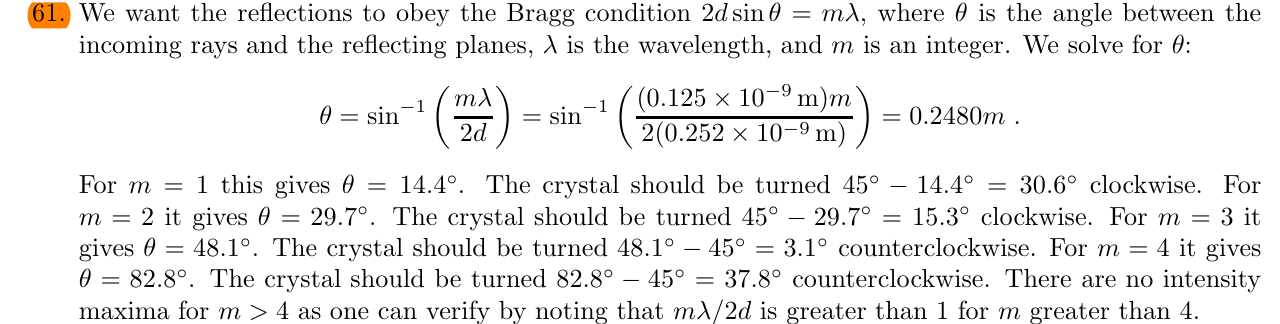 61. We want the reflections to obey the Bragg condition 2d sin θ = mλ, where θ is the angle between the
incoming rays and the reflecting planes, λ is the wavelength, and m is an integer. We solve for θ:
θ = sin⁻¹ (mλ / 2d) = sin⁻¹ ((0.125 × 10⁻⁹ m)m / 2(0.252 × 10⁻⁹ m)) = 0.2480m .
For m = 1 this gives θ = 14.4°. The crystal should be turned 45° − 14.4° = 30.6° clockwise. For
m = 2 it gives θ = 29.7°. The crystal should be turned 45° − 29.7° = 15.3° clockwise. For m = 3 it
gives θ = 48.1°. The crystal should be turned 48.1° − 45° = 3.1° counterclockwise. For m = 4 it gives
θ = 82.8°. The crystal should be turned 82.8° − 45° = 37.8° counterclockwise. There are no intensity
maxima for m > 4 as one can verify by noting that mλ/2d is greater than 1 for m greater than 4.